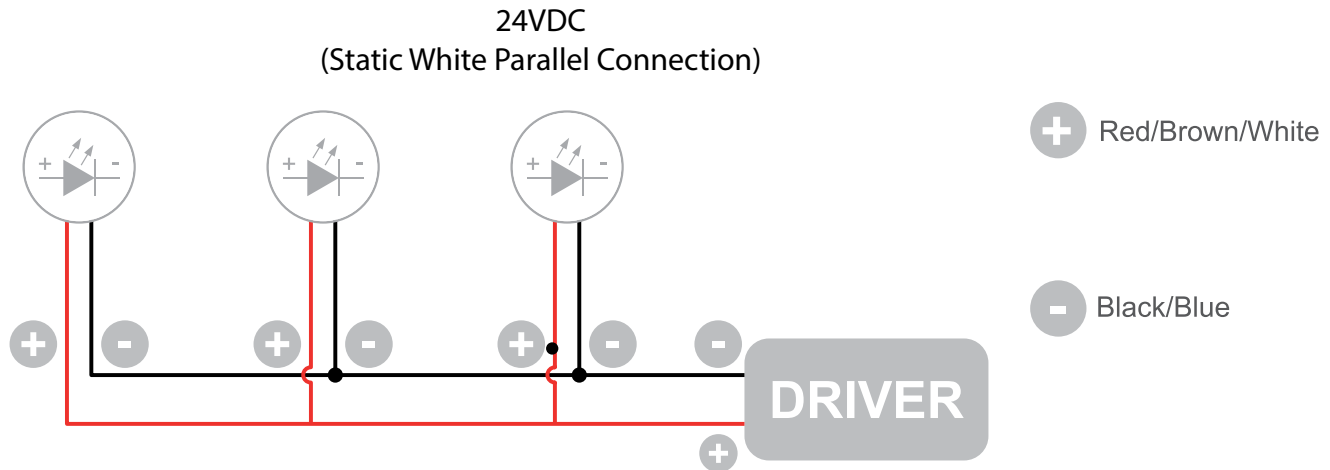 24VDC
(Static White Parallel Connection)
+ -
+ -
+ -
+ Red/Brown/White
- Black/Blue
+ -
+ -
+ -
-
DRIVER
+